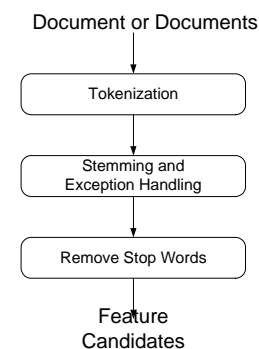 Document or Documents
Tokenization
Stemming and
Exception Handling
Remove Stop Words
Feature
Candidates